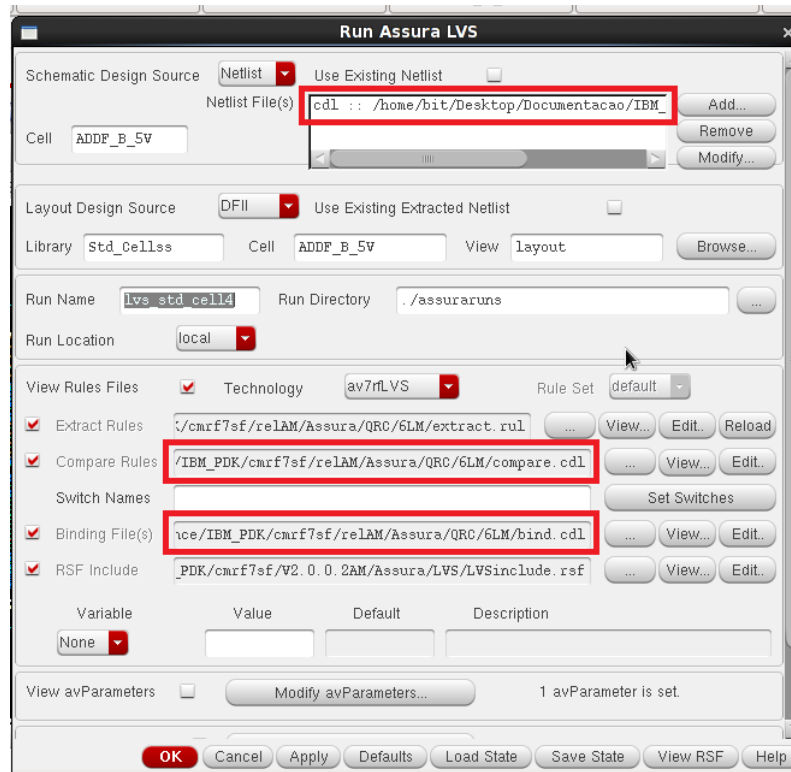 Run Assura LVS
Schematic Design Source Netlist Use Existing Netlist
Netlist File(s) cdl :: /home/bit/Desktop/Documentacao/IBM_ Add...
Remove
Cell ADDF_B_5V
Modify...
Layout Design Source DFII Use Existing Extracted Netlist
Library Std_Cellss Cell ADDF_B_5V View layout Browse...
Run Name lvs_std_cell4 Run Directory ./assuraruns ...
Run Location local
View Rules Files Technology av7rfLVS Rule Set default
Extract Rules :/cmrf7sf/relAM/Assura/QRC/6LM/extract.rul ... View... Edit.. Reload
Compare Rules /IBM_PDK/cmrf7sf/relAM/Assura/QRC/6LM/compare.cdl ... View... Edit..
Switch Names Set Switches
Binding File(s) nce/IBM_PDK/cmrf7sf/relAM/Assura/QRC/6LM/bind.cdl ... View... Edit..
RSF Include _PDK/cmrf7sf/V2.0.0.2AM/Assura/LVS/LVSinclude.rsf ... View... Edit..
Variable Value Default Description
None
View avParameters Modify avParameters... 1 avParameter is set.
OK Cancel Apply Defaults Load State Save State View RSF Help